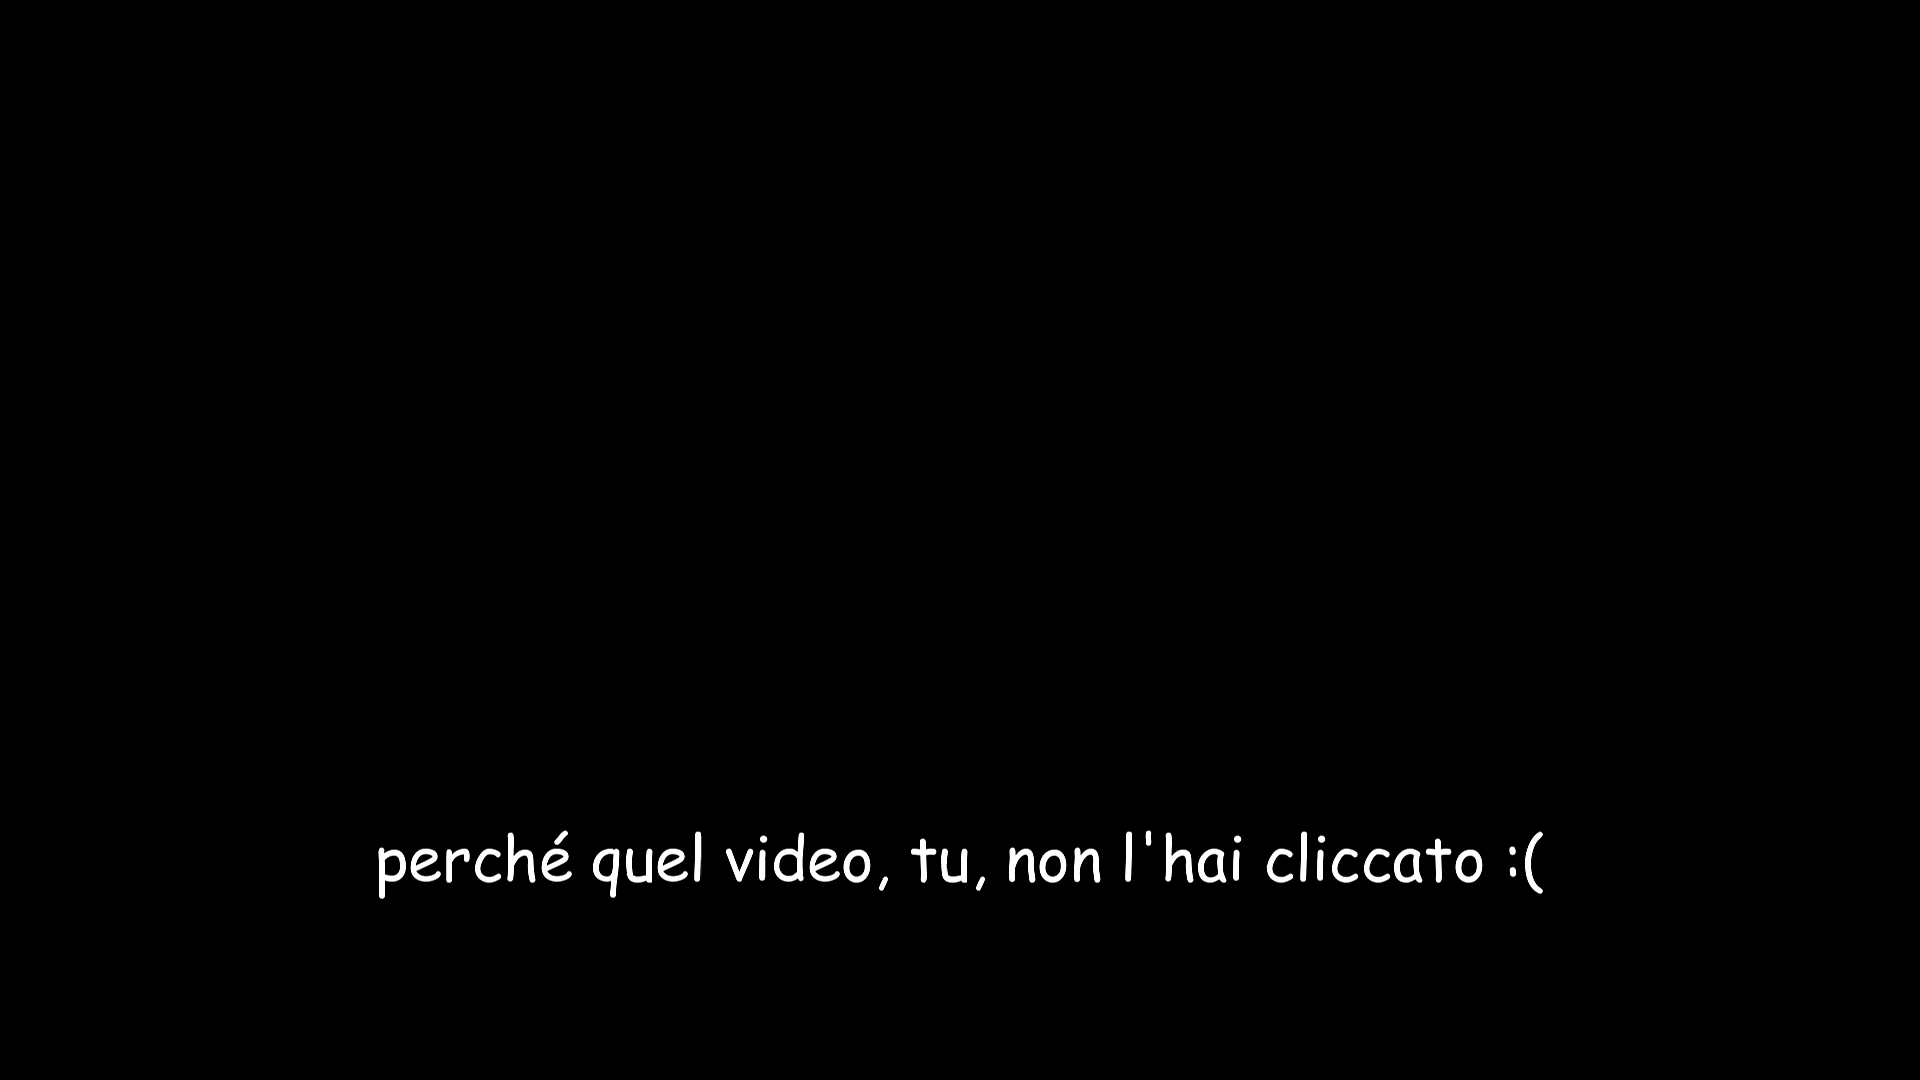 perché quel video, tu, non l'hai cliccato :(